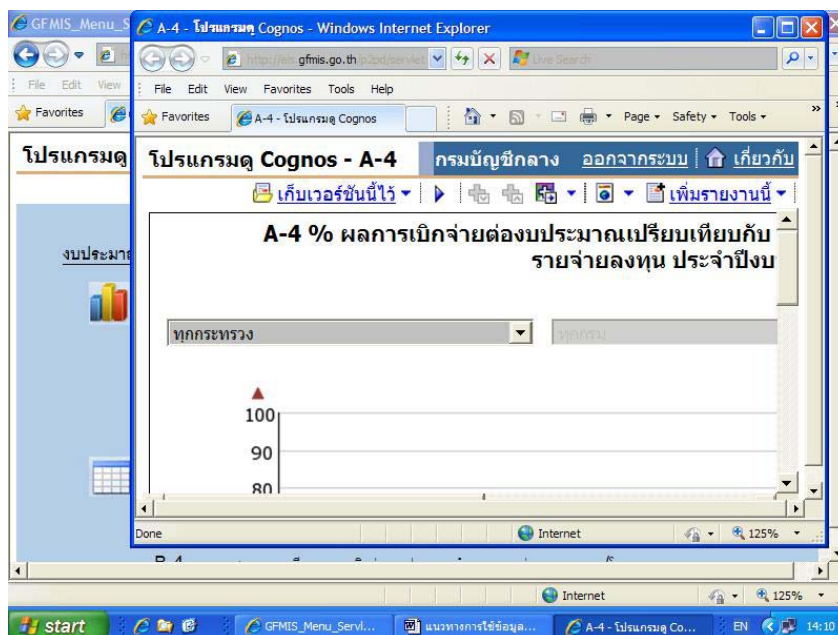 GFMIS_Menu_S
A-4 - โปรแกรมดู Cognos - Windows Internet Explorer
http://eis.gfmis.go.th/p2pd/servlet
Live Search
File Edit View
File Edit View Favorites Tools Help
Favorites
Favorites A-4 - โปรแกรมดู Cognos Page Safety Tools »
โปรแกรมดู
โปรแกรมดู Cognos - A-4 กรมบัญชีกลาง ออกจากระบบ เกี่ยวกับ
เก็บเวอร์ชันนี้ไว้ เพิ่มรายงานนี้
A-4 % ผลการเบิกจ่ายต่องบประมาณเปรียบเทียบกับ
รายจ่ายลงทุน ประจำปีงบ
งบประมาณ
ทุกกระทรวง ทุกกรม
100
90
80
Done Internet 125%
Internet 125%
start GFMIS_Menu_Servl... แนวทางการใช้ข้อมูล... A-4 - โปรแกรมดู Co... EN 14:10